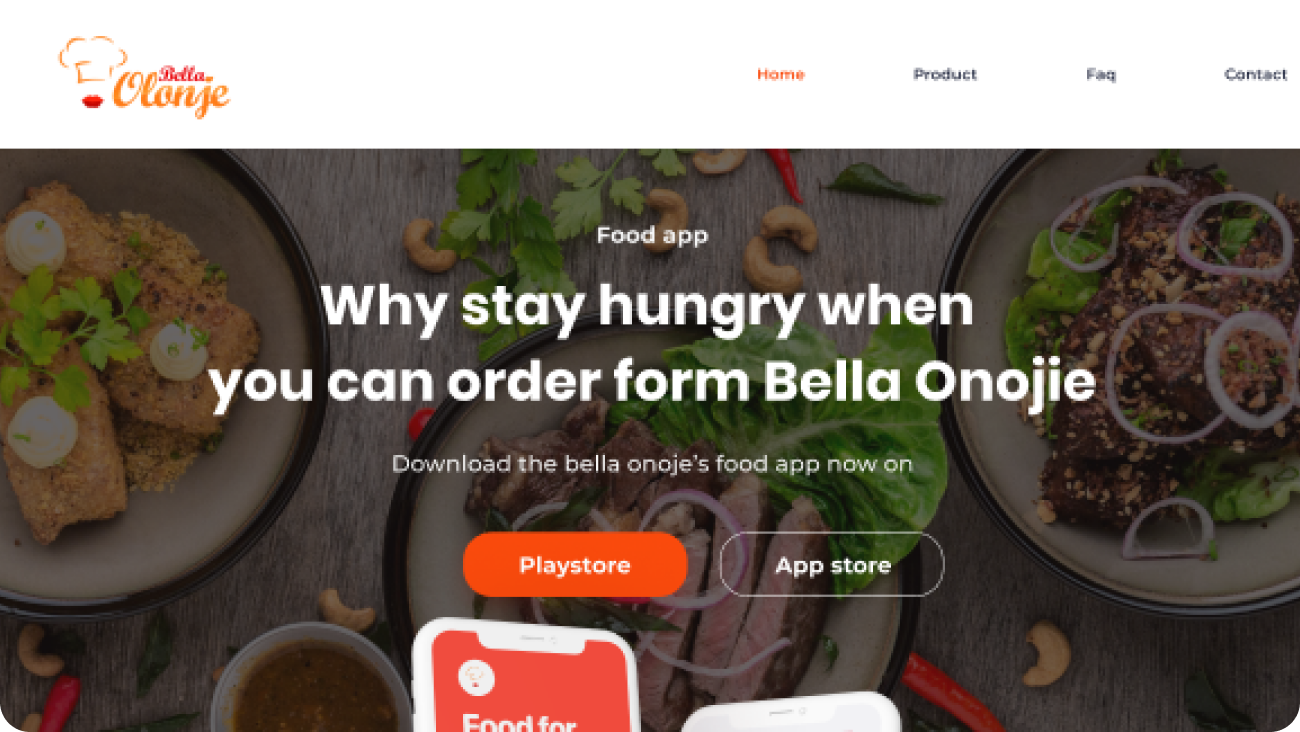 Bella
Olonje
Home Product Faq Contact
Food app
Why stay hungry when
you can order form Bella Onojie
Download the bella onoje's food app now on
Playstore App store
Food for